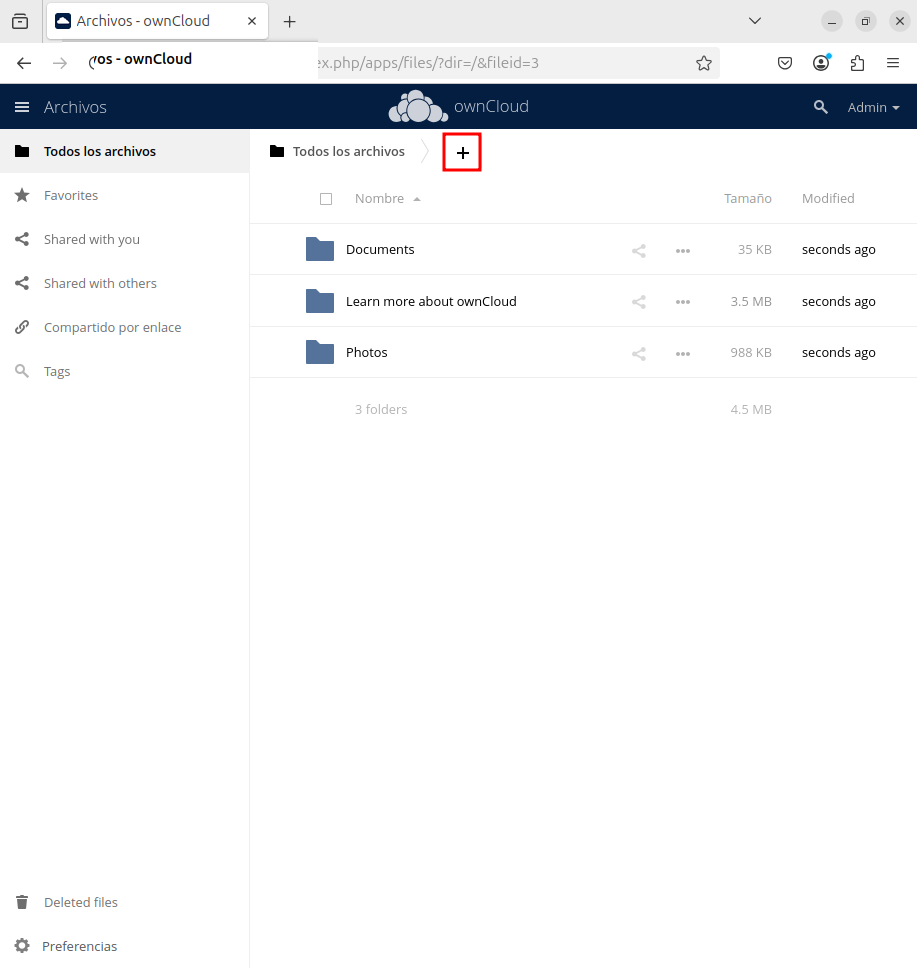 Archivos - ownCloud
vos - ownCloud
ex.php/apps/files/?dir=/&fileid=3
Archivos
ownCloud
Admin
Todos los archivos
Favorites
Shared with you
Shared with others
Compartido por enlace
Tags
Deleted files
Preferencias
Todos los archivos
Nombre Tamaño Modified
Documents 35 KB seconds ago
Learn more about ownCloud 3.5 MB seconds ago
Photos 988 KB seconds ago
3 folders 4.5 MB